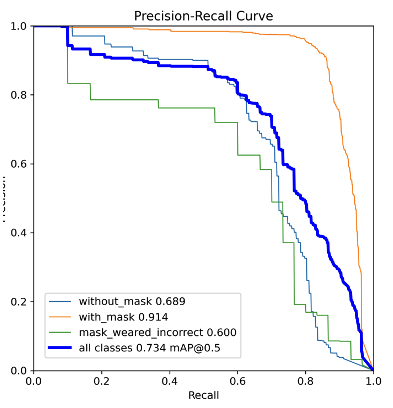 Precision-Recall Curve
1.0
0.8
0.6
0.4
0.2
0.0
0.0 0.2 0.4 0.6 0.8 1.0
Recall
without_mask 0.689
with_mask 0.914
mask_weared_incorrect 0.600
all classes 0.734 mAP@0.5